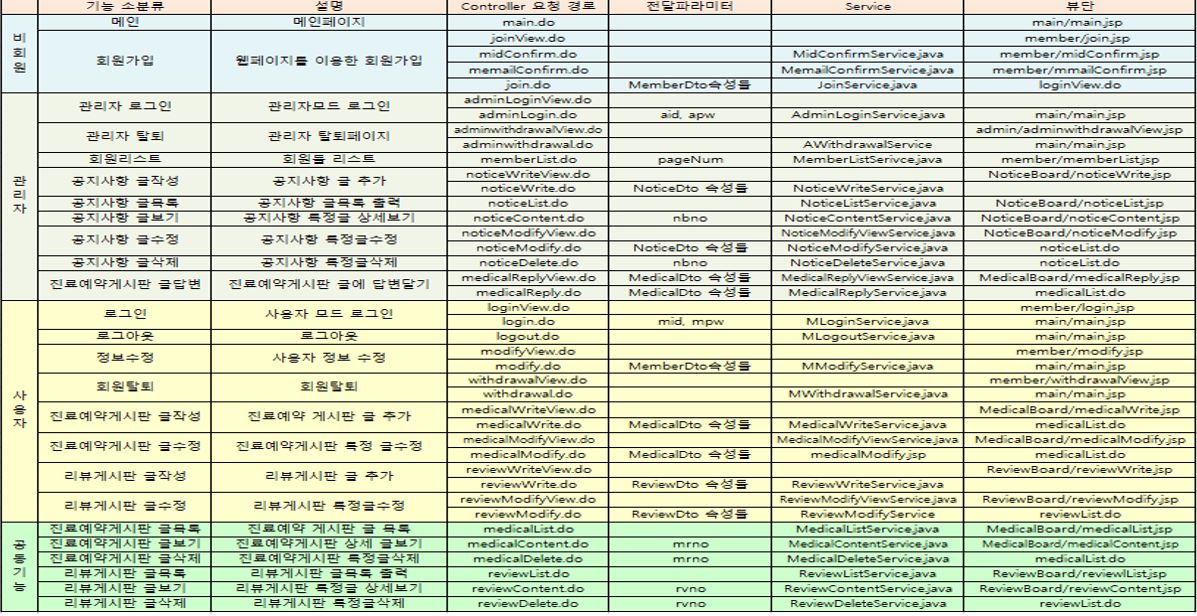 기능 소분류 설명 Controller 요청 경로 전달파라미터 Service 뷰단
비회원
메인 메인페이지 main.do main/main.jsp
회원가입 웹페이지를 이용한 회원가입
joinView.do member/join.jsp
midConfirm.do MidConfirmService.java member/midConfirm.jsp
memailConfirm.do MemailConfirmService.java member/mmailConfirm.jsp
join.do MemberDto속성들 JoinService.java loginView.do
관리자
관리자 로그인 관리자모드 로그인
adminLoginView.do
adminLogin.do aid, apw AdminLoginService.java main/main.jsp
관리자 탈퇴 관리자 탈퇴페이지
adminwithdrawalView.do admin/adminwithdrawalView.jsp
adminwithdrawal.do AWithdrawalService main/main.jsp
회원리스트 회원들 리스트 memberList.do pageNum MemberListSerivce.java member/memberList.jsp
공지사항 글작성 공지사항 글 추가
noticeWriteView.do NoticeBoard/noticeWrite.jsp
noticeWrite.do NoticeDto 속성들 NoticeWriteService.java
공지사항 글목록 공지사항 글목록 출력 noticeList.do NoticeListService.java NoticeBoard/noticeList.jsp
공지사항 글보기 공지사항 특정글 상세보기 noticeContent.do nbno NoticeContentService.java NoticeBoard/noticeContent.jsp
공지사항 글수정 공지사항 특정글수정
noticeModifyView.do NoticeModifyViewService.java NoticeBoard/noticeModify.jsp
noticeModify.do NoticeDto 속성들 NoticeModifyService.java noticeList.do
공지사항 글삭제 공지사항 특정글삭제 noticeDelete.do nbno NoticeDeleteService.java noticeList.do
진료예약게시판 글답변 진료예약게시판 글에 답변달기
medicalReplyView.do MedicalDto 속성들 MedicalReplyViewService.java MedicalBoard/medicalReply.jsp
medicalReply.do MedicalDto 속성들 MedicalReplyService.java medicalList.do
사용자
로그인 사용자 모드 로그인
loginView.do member/login.jsp
login.do mid, mpw MLoginService.java main/main.jsp
로그아웃 로그아웃 logout.do MLogoutService.java main/main.jsp
정보수정 사용자 정보 수정
modifyView.do member/modify.jsp
modify.do MemberDto속성들 MModifyService.java main/main.jsp
회원탈퇴 회원탈퇴
withdrawalView.do member/withdrawalView.jsp
withdrawal.do MWithdrawalService.java main/main.jsp
진료예약게시판 글작성 진료예약 게시판 글 추가
medicalWriteView.do MedicalBoard/medicalWrite.jsp
medicalWrite.do MedicalDto 속성들 MedicalWriteService.java medicalList.do
진료예약게시판 글수정 진료예약게시판 특정 글수정
medicalModifyView.do MedicalModifyViewService.java MedicalBoard/medicalModify.jsp
medicalModify.do MedicalDto 속성들 medicalModify.jsp medicalList.do
리뷰게시판 글작성 리뷰게시판 글 추가
reviewWriteView.do ReviewBoard/reviewWrite.jsp
reviewWrite.do ReviewDto 속성들 ReviewWriteService.java
리뷰게시판 글수정 리뷰게시판 특정글수정
reviewModifyView.do ReviewModifyViewService.java ReviewBoard/reviewModify.jsp
reviewModify.do ReviewDto 속성들 ReviewModifyService reviewList.do
공통기능
진료예약게시판 글목록 진료예약 게시판 글 목록 medicalList.do MedicalListService.java MedicalBoard/medicalList.jsp
진료예약게시판 글보기 진료예약게시판 상세 글보기 medicalContent.do mrno MedicalContentService.java MedicalBoard/medicalContent.jsp
진료예약게시판 글삭제 진료예약게시판 특정글삭제 medicalDelete.do mrno MedicalDeleteService.java medicalList.do
리뷰게시판 글목록 리뷰게시판 글목록 출력 reviewList.do ReviewListService.java ReviewBoard/reviewlList.jsp
리뷰게시판 글보기 리뷰게시판 특정글 상세보기 reviewContent.do rvno ReviewContentService.java ReviewBoard/reviewContent.jsp
리뷰게시판 글삭제 리뷰게시판 특정글삭제 reviewDelete.do rvno ReviewDeleteService.java reviewList.do